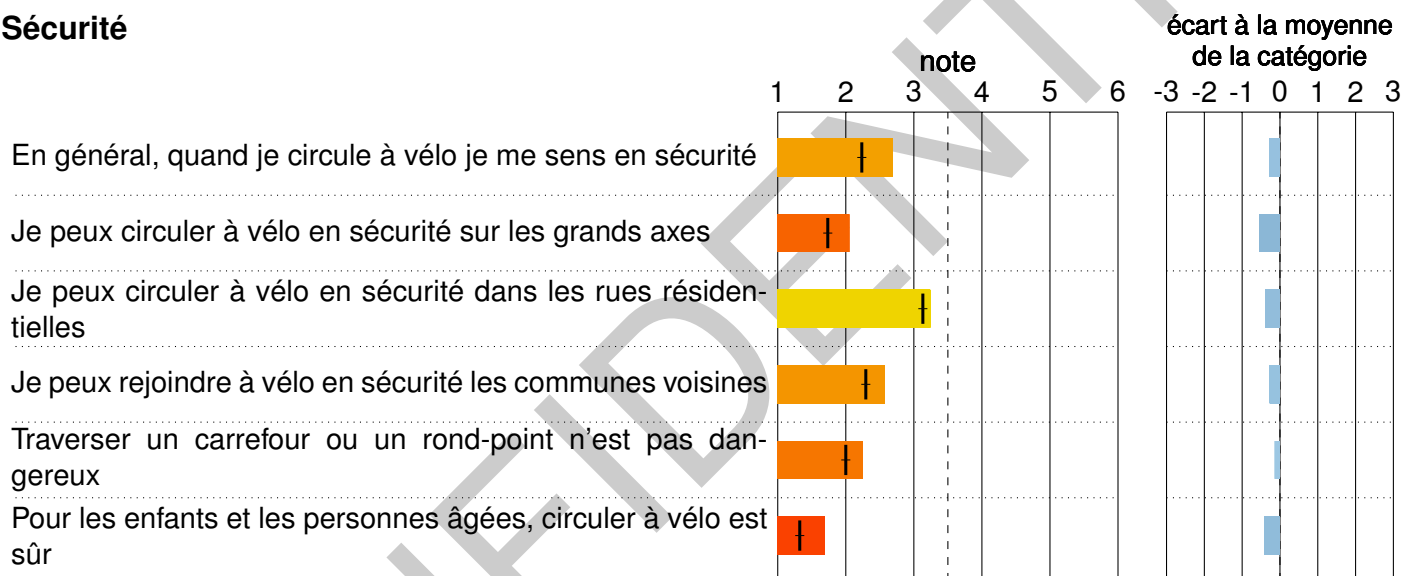 Sécurité
écart à la moyenne
de la catégorie
note
1 2 3 4 5 6 -3 -2 -1 0 1 2 3
En général, quand je circule à vélo je me sens en sécurité
Je peux circuler à vélo en sécurité sur les grands axes
Je peux circuler à vélo en sécurité dans les rues résiden-
tielles
Je peux rejoindre à vélo en sécurité les communes voisines
Traverser un carrefour ou un rond-point n'est pas dan-
gereux
Pour les enfants et les personnes âgées, circuler à vélo est
sûr